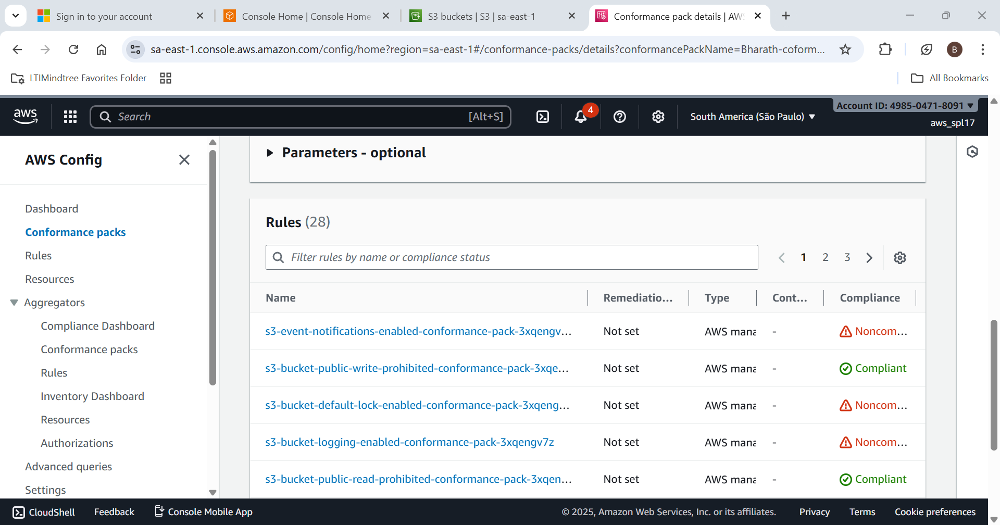 Sign in to your account
Console Home | Console Home
S3 buckets | S3 | sa-east-1
Conformance pack details | AWS
sa-east-1.console.aws.amazon.com/config/home?region=sa-east-1#/conformance-packs/details?conformancePackName=Bharath-coform...
B
LTIMindtree Favorites Folder
All Bookmarks
aws
Search
[Alt+S]
4
South America (São Paulo)
Account ID: 4985-0471-8091
aws_spl17
AWS Config
Dashboard
Conformance packs
Rules
Resources
Aggregators
Compliance Dashboard
Conformance packs
Rules
Inventory Dashboard
Resources
Authorizations
Advanced queries
Settings
Parameters - optional
Rules (28)
Filter rules by name or compliance status
1 2 3
Name Remediatio... Type Cont... Compliance
s3-event-notifications-enabled-conformance-pack-3xqengv... Not set AWS mana - Noncom...
s3-bucket-public-write-prohibited-conformance-pack-3xqe... Not set AWS mana - Compliant
s3-bucket-default-lock-enabled-conformance-pack-3xqeng... Not set AWS mana - Noncom...
s3-bucket-logging-enabled-conformance-pack-3xqengv7z Not set AWS mana - Noncom...
s3-bucket-public-read-prohibited-conformance-pack-3xqen... Not set AWS mana - Compliant
CloudShell Feedback Console Mobile App © 2025, Amazon Web Services, Inc. or its affiliates. Privacy Terms Cookie preferences